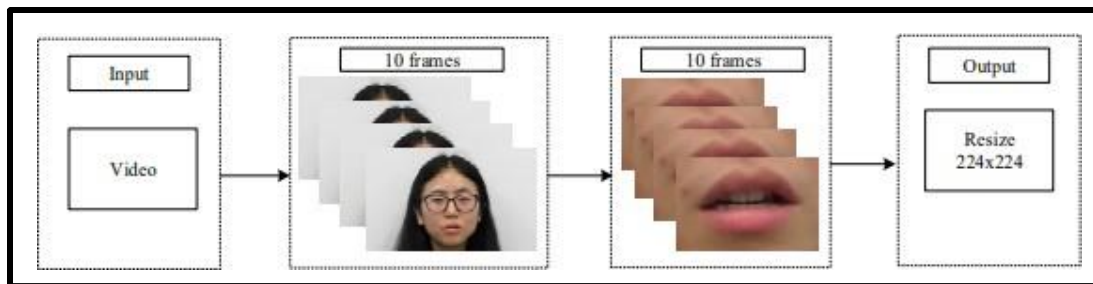 Input
Video
10 frames
10 frames
Output
Resize
224x224